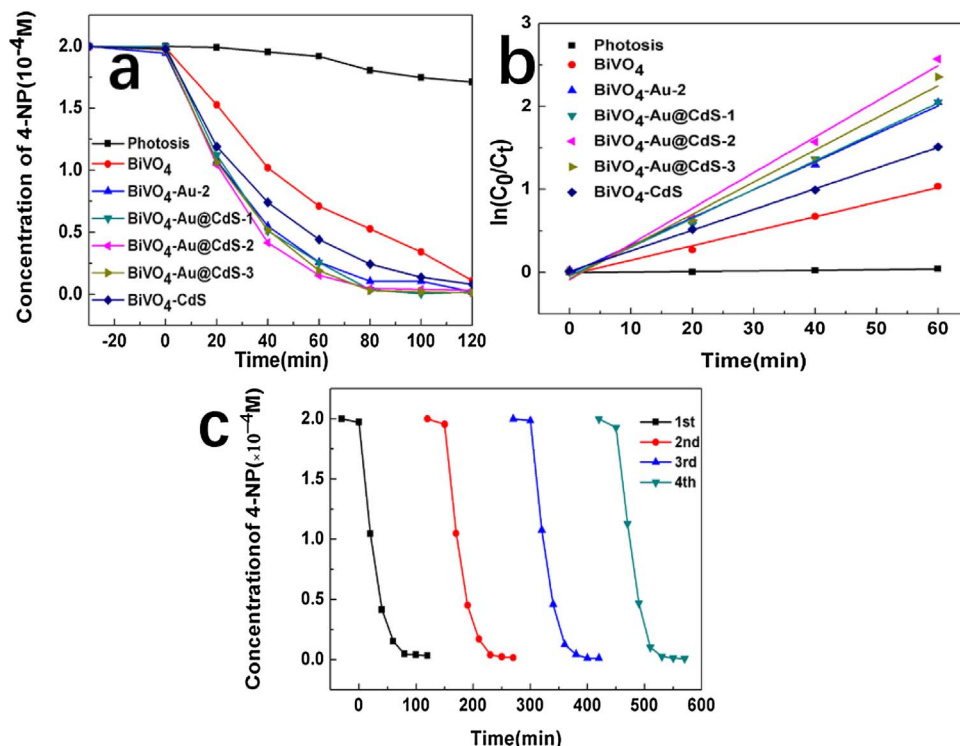 a
Concentration of 4-NP(10⁻⁴M)
2.0
1.5
1.0
0.5
0.0
Photosis
BiVO₄
BiVO₄-Au-2
BiVO₄-Au@CdS-1
BiVO₄-Au@CdS-2
BiVO₄-Au@CdS-3
BiVO₄-CdS
-20 0 20 40 60 80 100 120
Time(min)
b
ln(C₀/Cₜ)
3
2
1
0
Photosis
BiVO₄
BiVO₄-Au-2
BiVO₄-Au@CdS-1
BiVO₄-Au@CdS-2
BiVO₄-Au@CdS-3
BiVO₄-CdS
0 10 20 30 40 50 60
Time(min)
c
Concentrationof 4-NP(×10⁻⁴M)
2.0
1.5
1.0
0.5
0.0
1st
2nd
3rd
4th
0 100 200 300 400 500 600
Time(min)